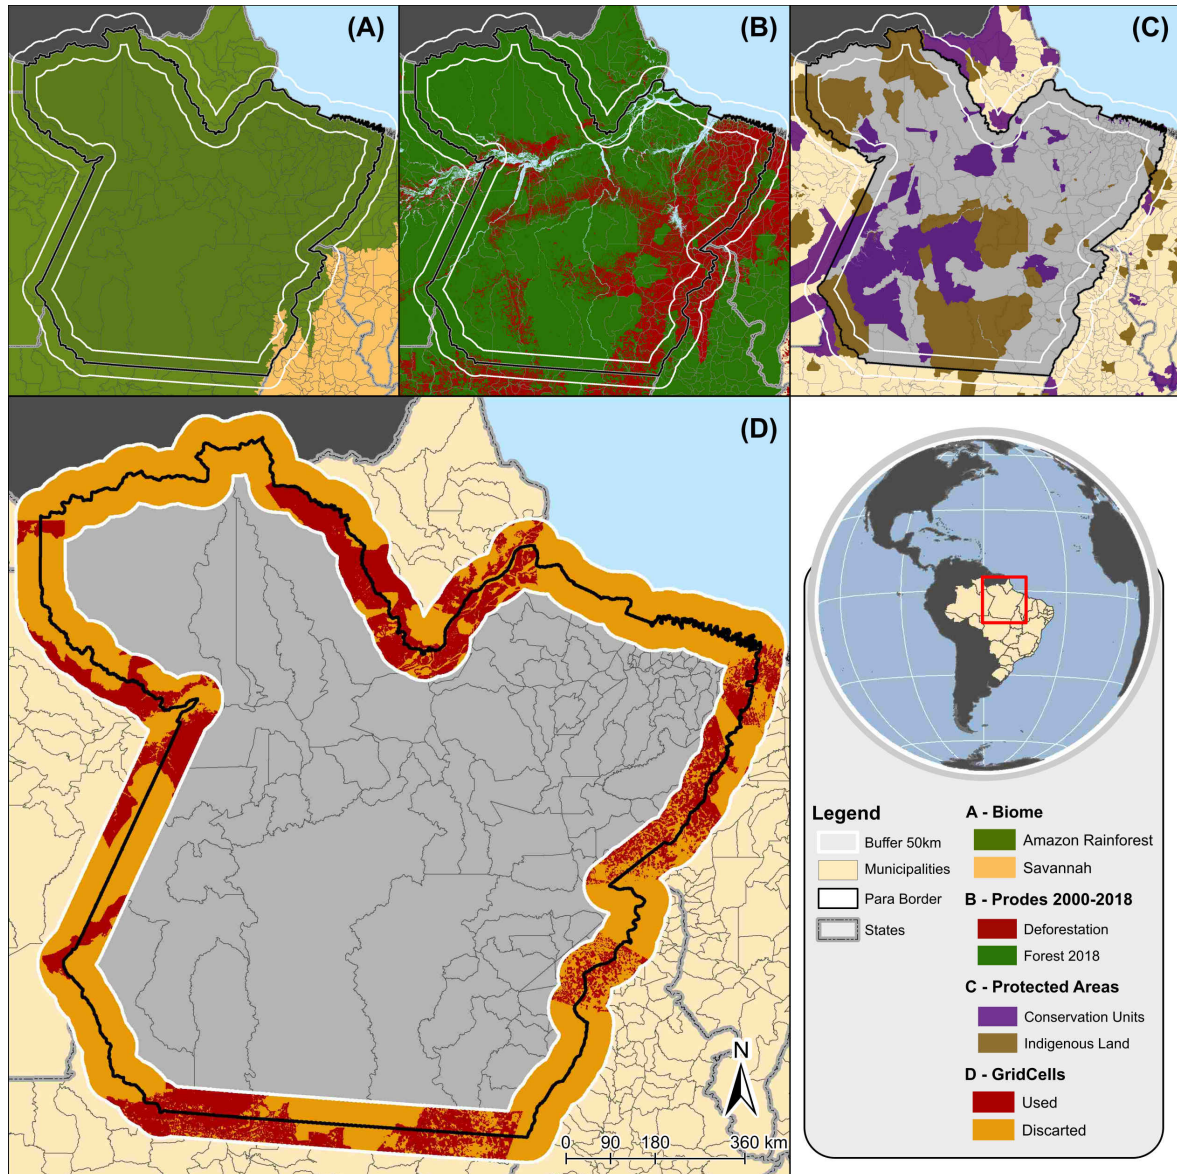 (A)
(B)
(C)
(D)
N
0 90 180 360 km
Legend
Buffer 50km
Municipalities
Para Border
States
A - Biome
Amazon Rainforest
Savannah
B - Prodes 2000-2018
Deforestation
Forest 2018
C - Protected Areas
Conservation Units
Indigenous Land
D - GridCells
Used
Discarted